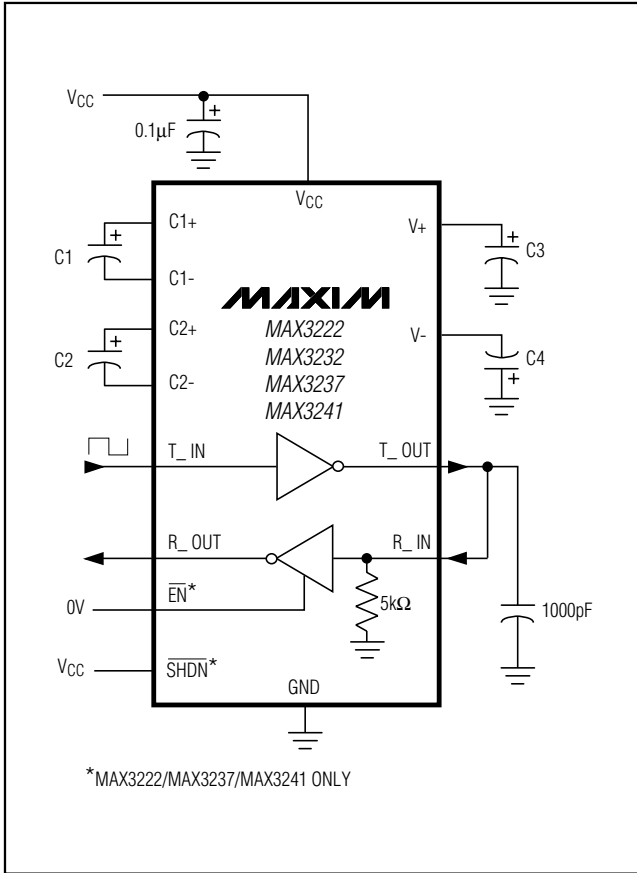 VCC
+
0.1µF
VCC
C1+
V+
+
C1
+
C3
C1-
MAXIM
C2+
MAX3222
V-
+
C2
MAX3232
C4
C2-
MAX3237
+
MAX3241
T_ IN
T_ OUT
R_ OUT
R_ IN
EN*
0V
5kΩ
1000pF
VCC
SHDN*
GND
*MAX3222/MAX3237/MAX3241 ONLY